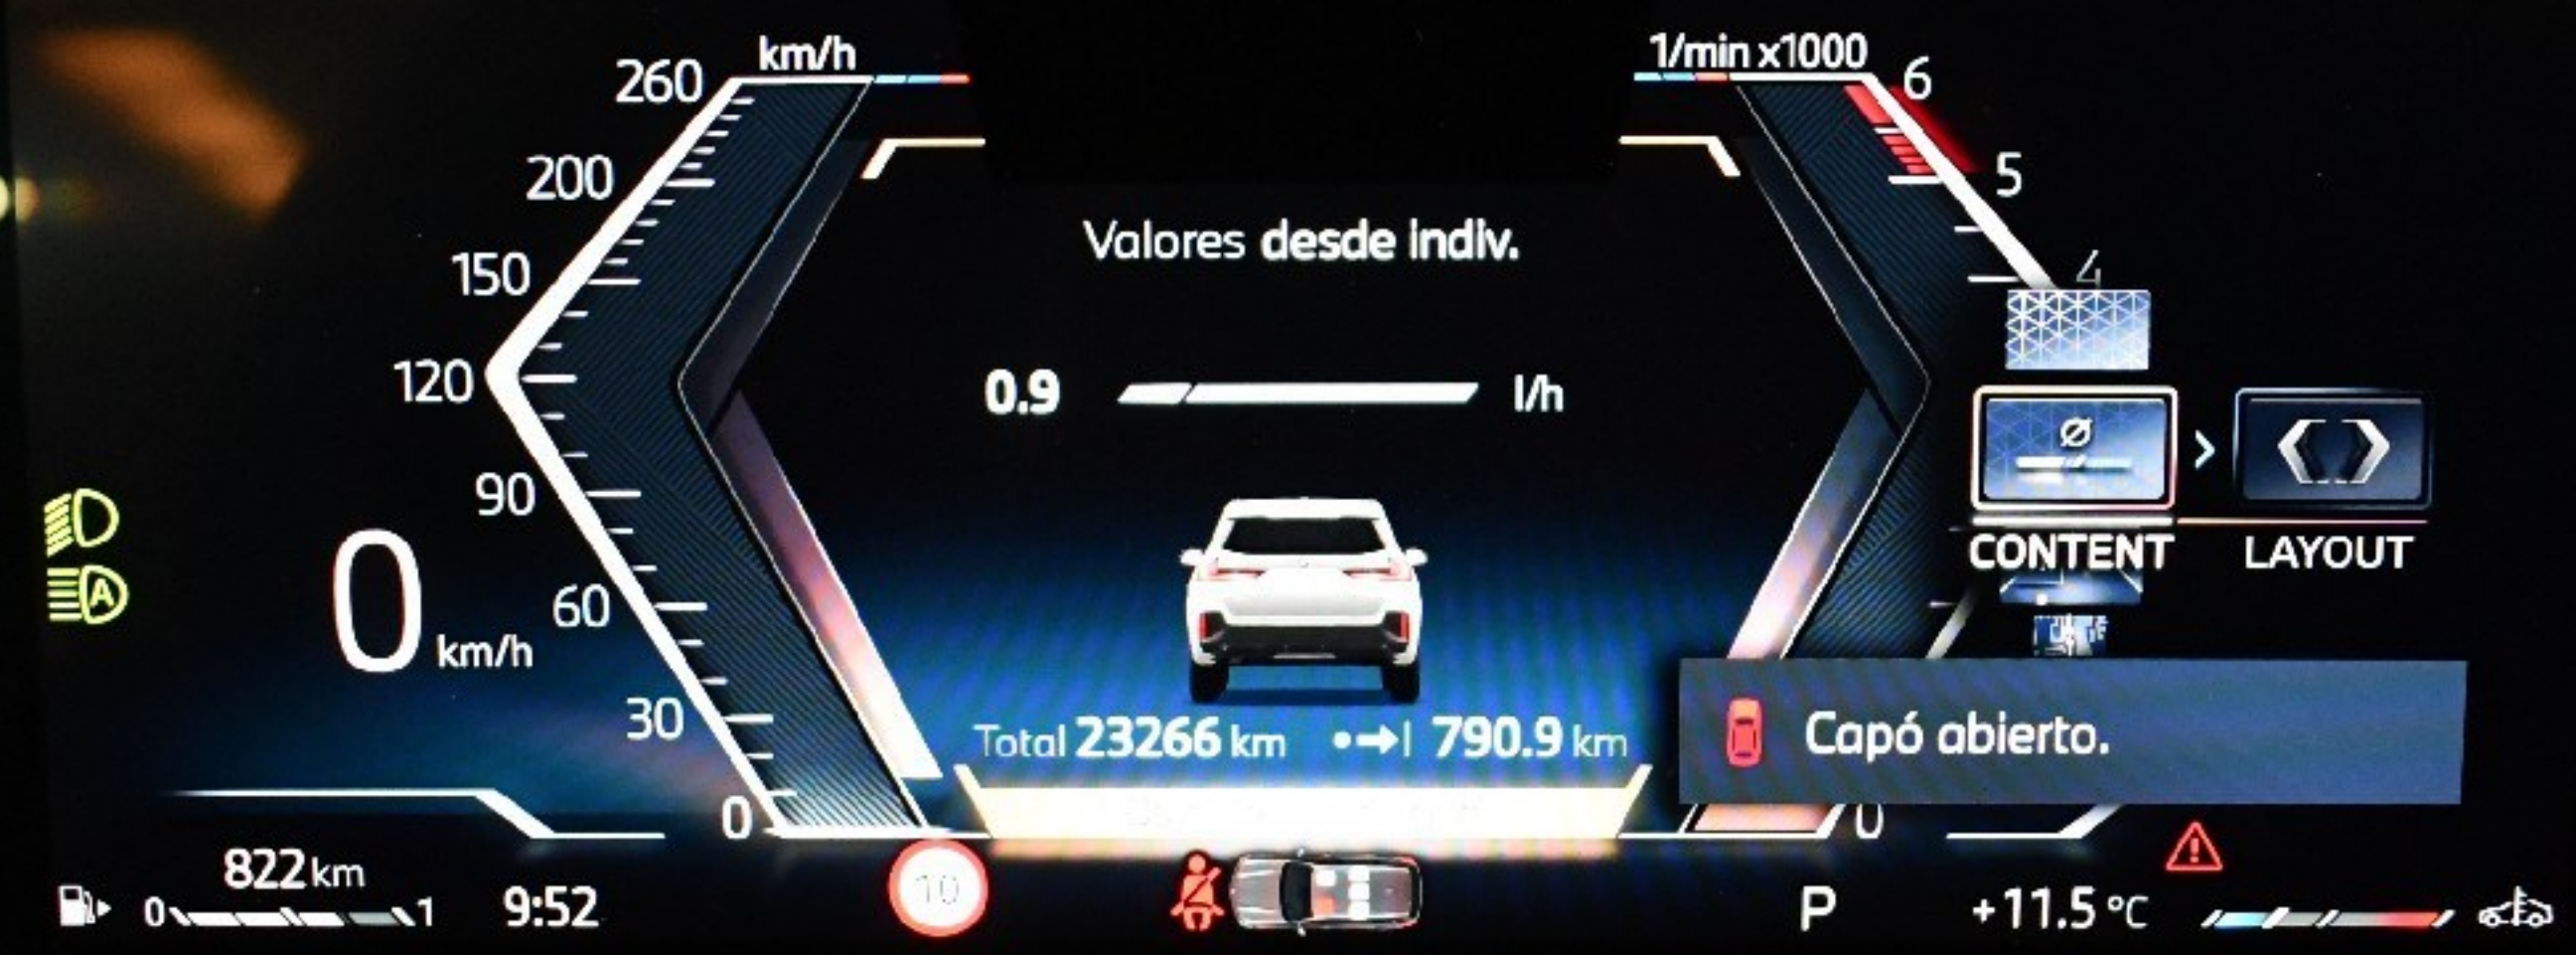 km/h
1/min x1000
260
6
200
5
Valores desde indiv.
150
4
120
0.9 l/h
90
CONTENT
LAYOUT
0 km/h
60
30
Total 23266 km 790.9 km
Capó abierto.
0
0
822 km
0 1
9:52
10
P
+11.5 °C